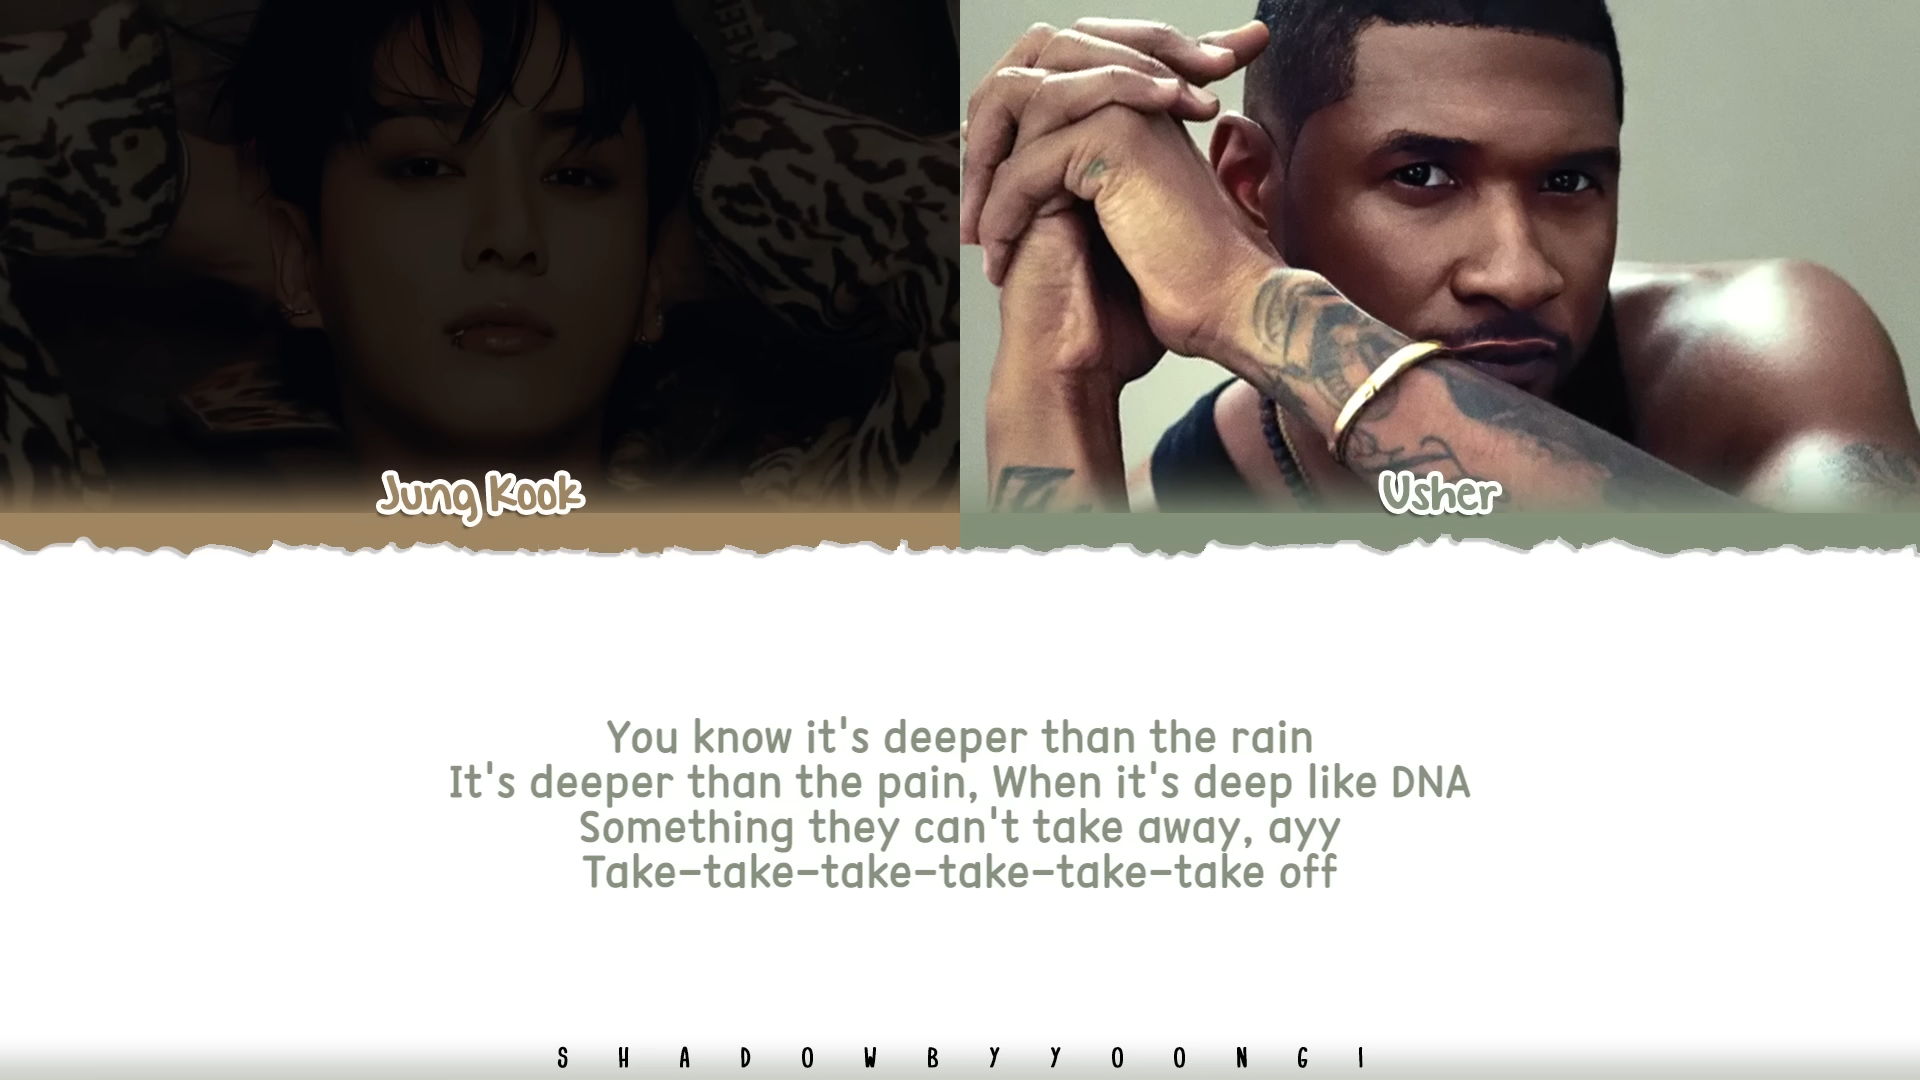 Jung Kook
Usher
You know it's deeper than the rain
It's deeper than the pain, When it's deep like DNA
Something they can't take away, ayy
Take-take-take-take-take-take off
SHADOWBYYOONGI